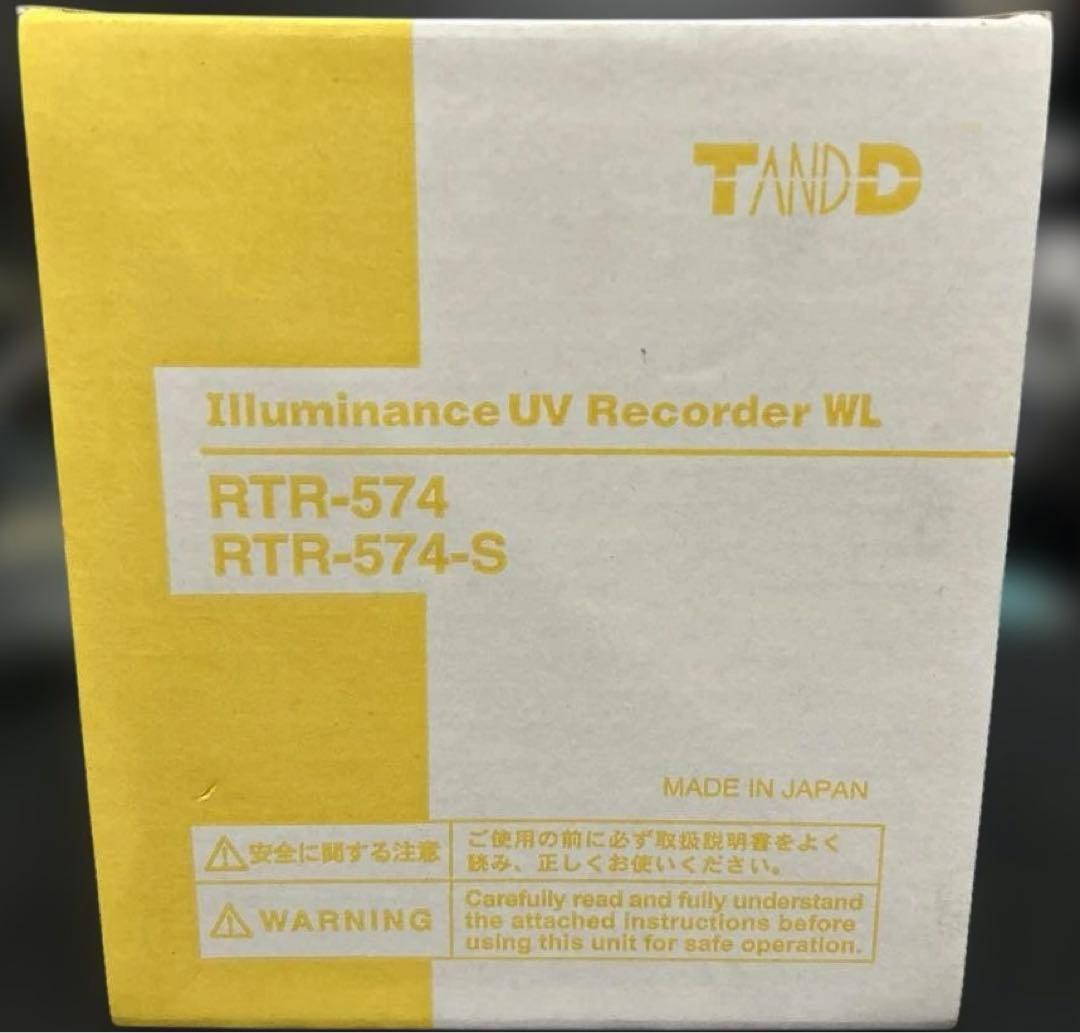 TANDD
Illuminance UV Recorder WL
RTR-574
RTR-574-S
MADE IN JAPAN
安全に関する注意
ご使用の前に必ず取扱説明書をよく
読み、正しくお使いください。
WARNING
Carefully read and fully understand
the attached instructions before
using this unit for safe operation.